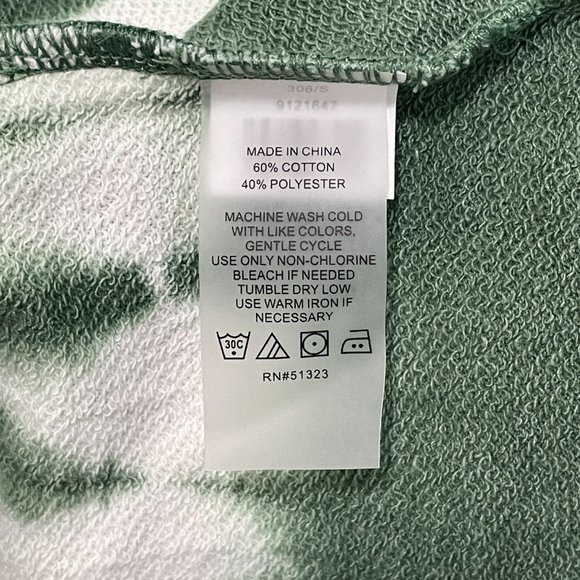 306/S
9121647
MADE IN CHINA
60% COTTON
40% POLYESTER
MACHINE WASH COLD
WITH LIKE COLORS,
GENTLE CYCLE
USE ONLY NON-CHLORINE
BLEACH IF NEEDED
TUMBLE DRY LOW
USE WARM IRON IF
NECESSARY
30C
RN#51323